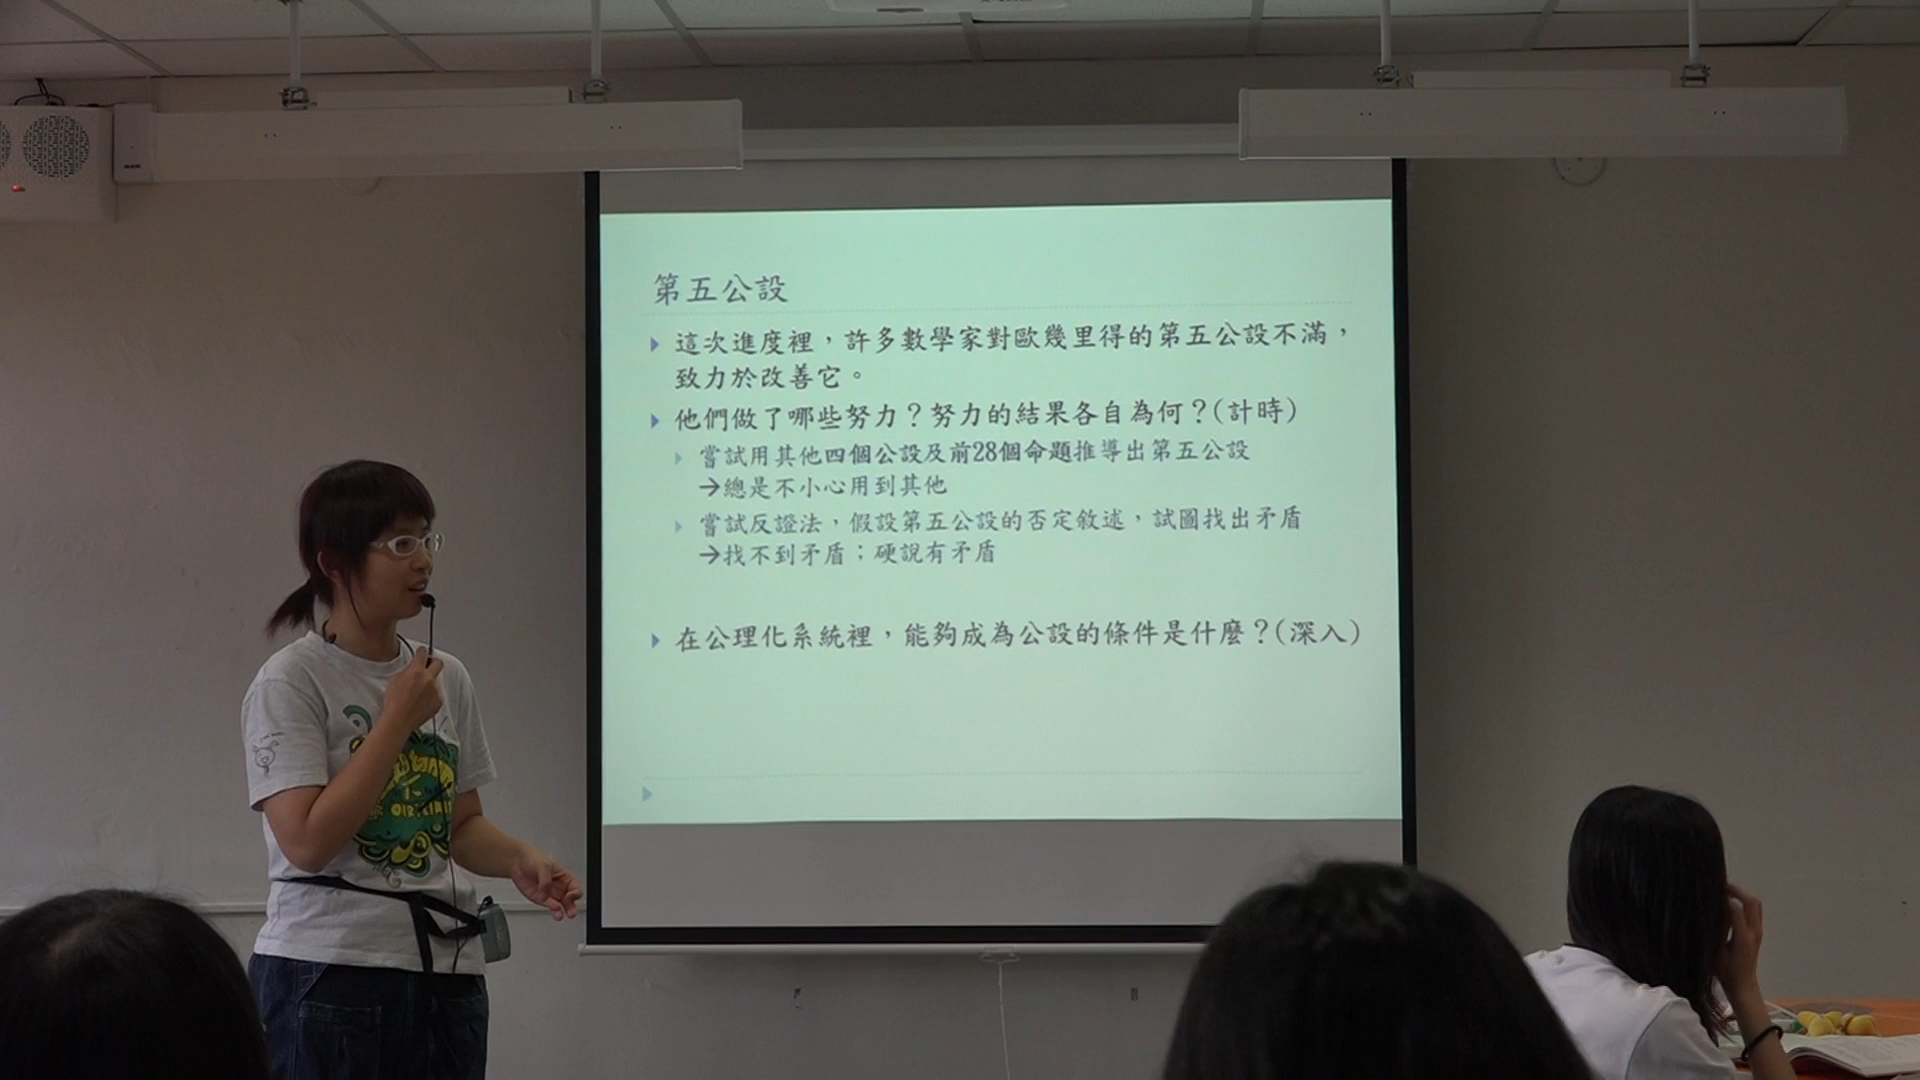 第五公設
這次進度裡，許多數學家對歐幾里得的第五公設不滿，
致力於改善它。
他們做了哪些努力？努力的結果各自為何？(計時)
嘗試用其他四個公設及前28個命題推導出第五公設
→總是不小心用到其他
嘗試反證法，假設第五公設的否定敘述，試圖找出矛盾
→找不到矛盾；硬說有矛盾
在公理化系統裡，能夠成為公設的條件是什麼？(深入)